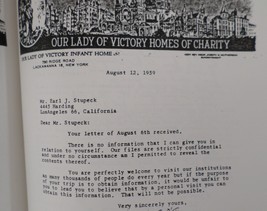 OUR LADY OF VICTORY HOMES OF CHARITY
OUR LADY OF VICTORY INFANT HOME
790 RIDGE ROAD
LACKAWANNA 18, NEW YORK
August 12, 1959
Mr. Earl J. Stupeck
4443 Harding
LosAngeles 66, California
Dear Mr. Stupeck:
Your letter of August 6th received.
There is no information that I can give you in
relation to yourself. Our files are strictly confidential
and under no circumstance am I permitted to reveal the
contents thereof.
You are perfectly welcome to visit our institutions
as many thousands of people do every year but if the purpose
of your trip is to obtain information, it would be unfair
to you to leaf you to believe that a personal visit you can
obtain this information. That will not be possible.
Very sincerely yours,